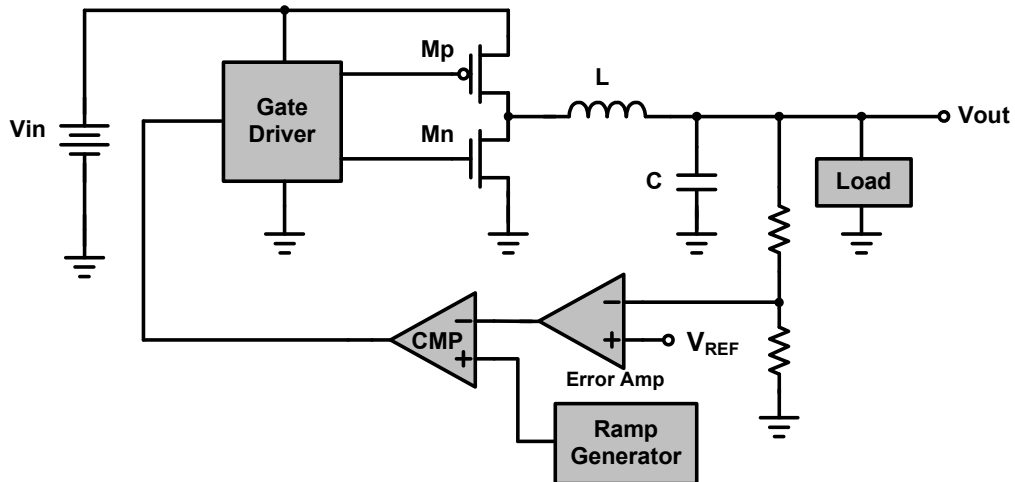 Mp
L
Vin
Gate
Driver
Mn
Vout
C
Load
−
+
CMP
−
+
V_REF
Error Amp
Ramp
Generator